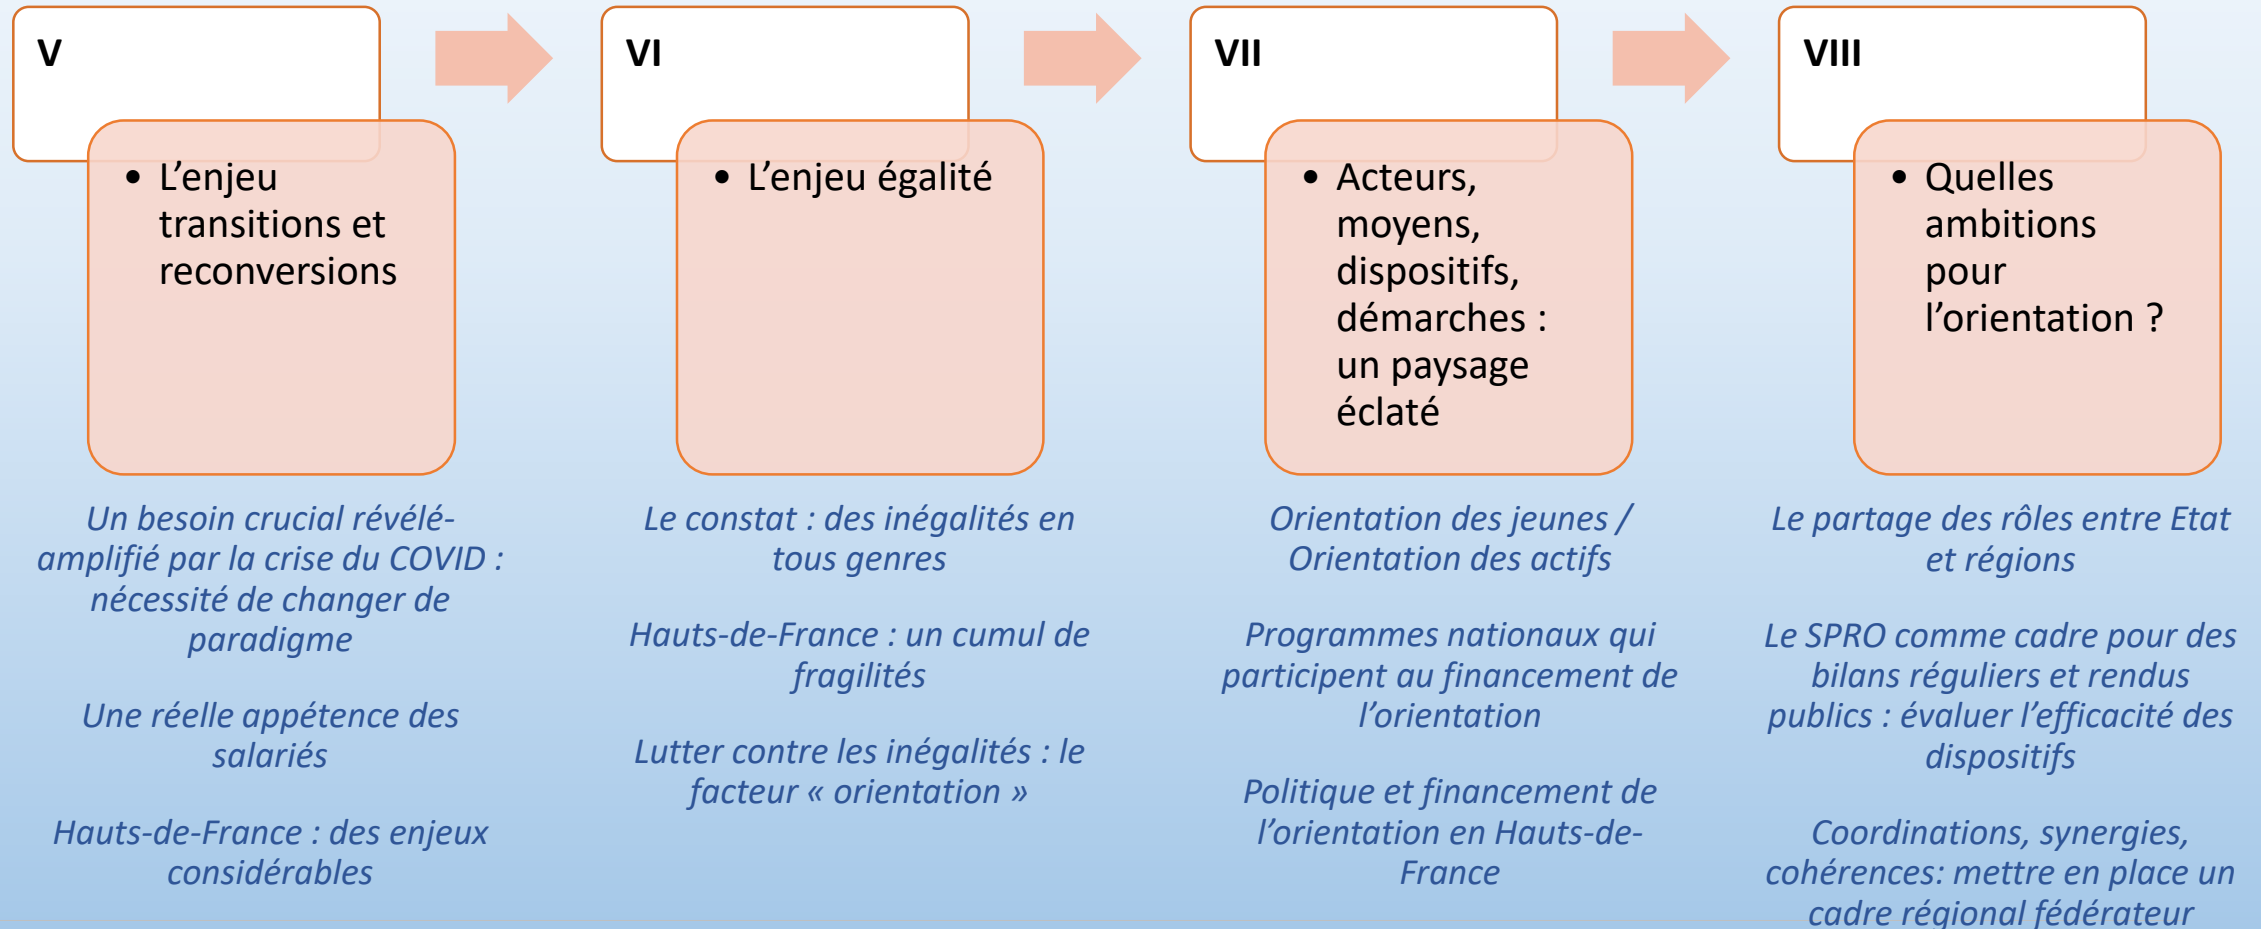 V
• L’enjeu
transitions et
reconversions
Un besoin crucial révélé-
amplifié par la crise du COVID :
nécessité de changer de
paradigme
Une réelle appétence des
salariés
Hauts-de-France : des enjeux
considérables
VI
• L’enjeu égalité
Le constat : des inégalités en
tous genres
Hauts-de-France : un cumul de
fragilités
Lutter contre les inégalités : le
facteur « orientation »
VII
• Acteurs,
moyens,
dispositifs,
démarches :
un paysage
éclaté
Orientation des jeunes /
Orientation des actifs
Programmes nationaux qui
participent au financement de
l’orientation
Politique et financement de
l’orientation en Hauts-de-
France
VIII
• Quelles
ambitions
pour
l’orientation ?
Le partage des rôles entre Etat
et régions
Le SPRO comme cadre pour des
bilans réguliers et rendus
publics : évaluer l’efficacité des
dispositifs
Coordinations, synergies,
cohérences: mettre en place un
cadre régional fédérateur